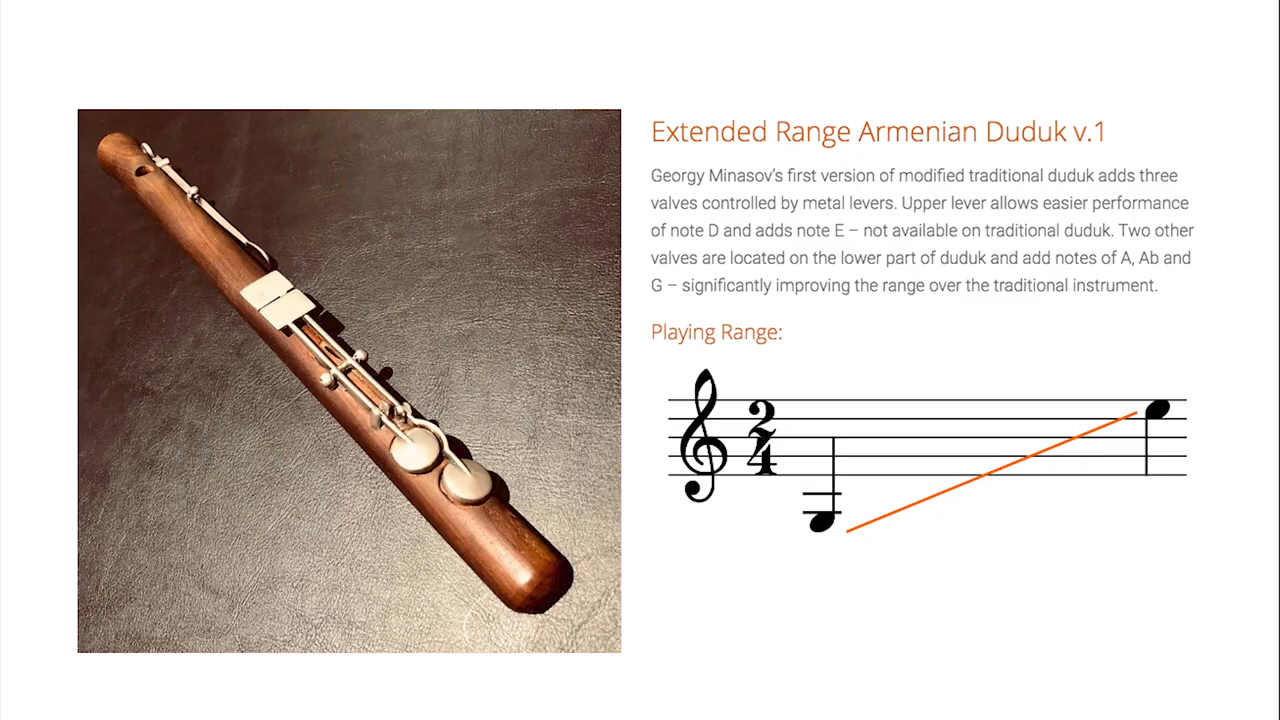 Extended Range Armenian Duduk v.1
Georgy Minasov's first version of modified traditional duduk adds three
valves controlled by metal levers. Upper lever allows easier performance
of note D and adds note E – not available on traditional duduk. Two other
valves are located on the lower part of duduk and add notes of A, Ab and
G – significantly improving the range over the traditional instrument.
Playing Range:
2
4